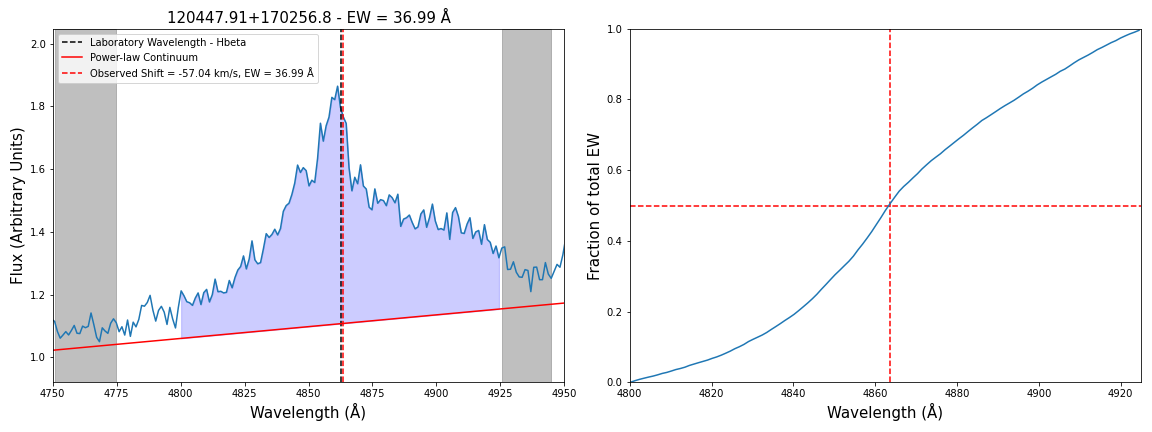 120447.91+170256.8 - EW = 36.99 Å
Laboratory Wavelength - Hbeta
Power-law Continuum
Observed Shift = -57.04 km/s, EW = 36.99 Å
Flux (Arbitrary Units)
2.0
1.8
1.6
1.4
1.2
1.0
4750 4775 4800 4825 4850 4875 4900 4925 4950
Wavelength (Å)
Fraction of total EW
1.0
0.8
0.6
0.4
0.2
0.0
4800 4820 4840 4860 4880 4900 4920
Wavelength (Å)